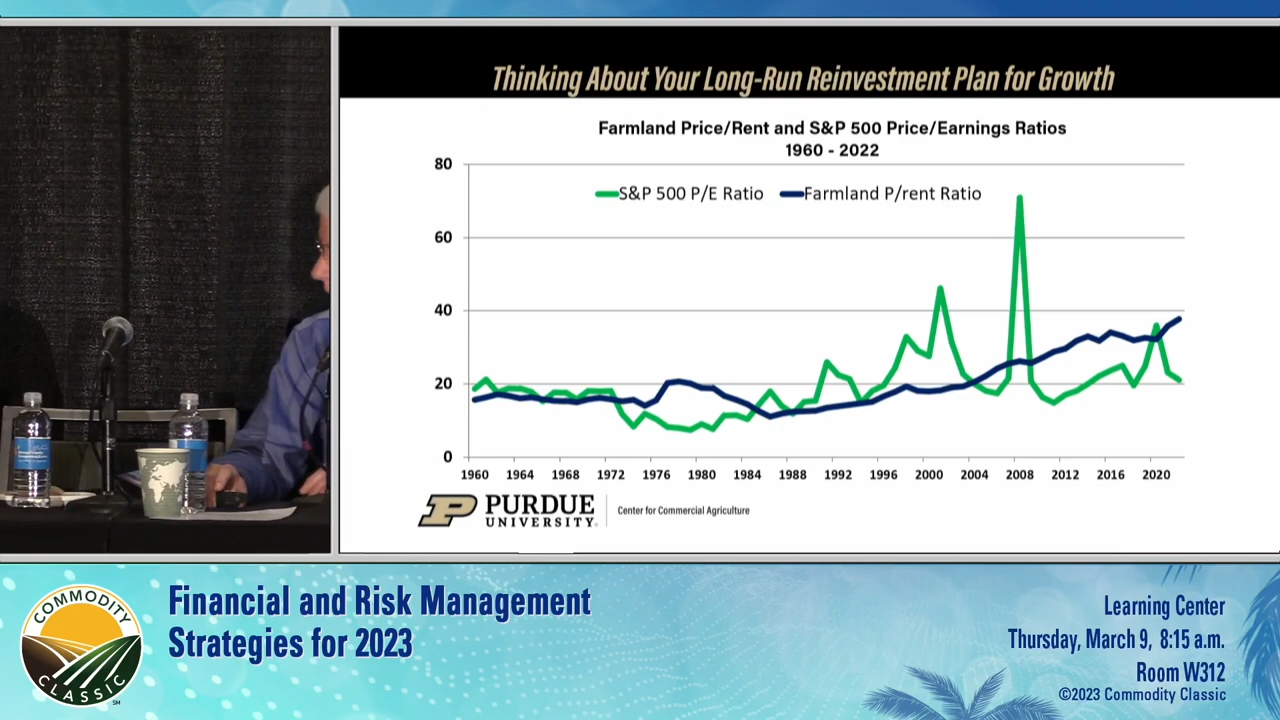 Thinking About Your Long-Run Reinvestment Plan for Growth
Farmland Price/Rent and S&P 500 Price/Earnings Ratios
1960 - 2022
80
S&P 500 P/E Ratio
Farmland P/rent Ratio
60
40
20
0
1960 1964 1968 1972 1976 1980 1984 1988 1992 1996 2000 2004 2008 2012 2016 2020
P
PURDUE
UNIVERSITY
Center for Commercial Agriculture
COMMODITY
CLASSIC
SM
Financial and Risk Management
Strategies for 2023
Learning Center
Thursday, March 9, 8:15 a.m.
Room W312
©2023 Commodity Classic